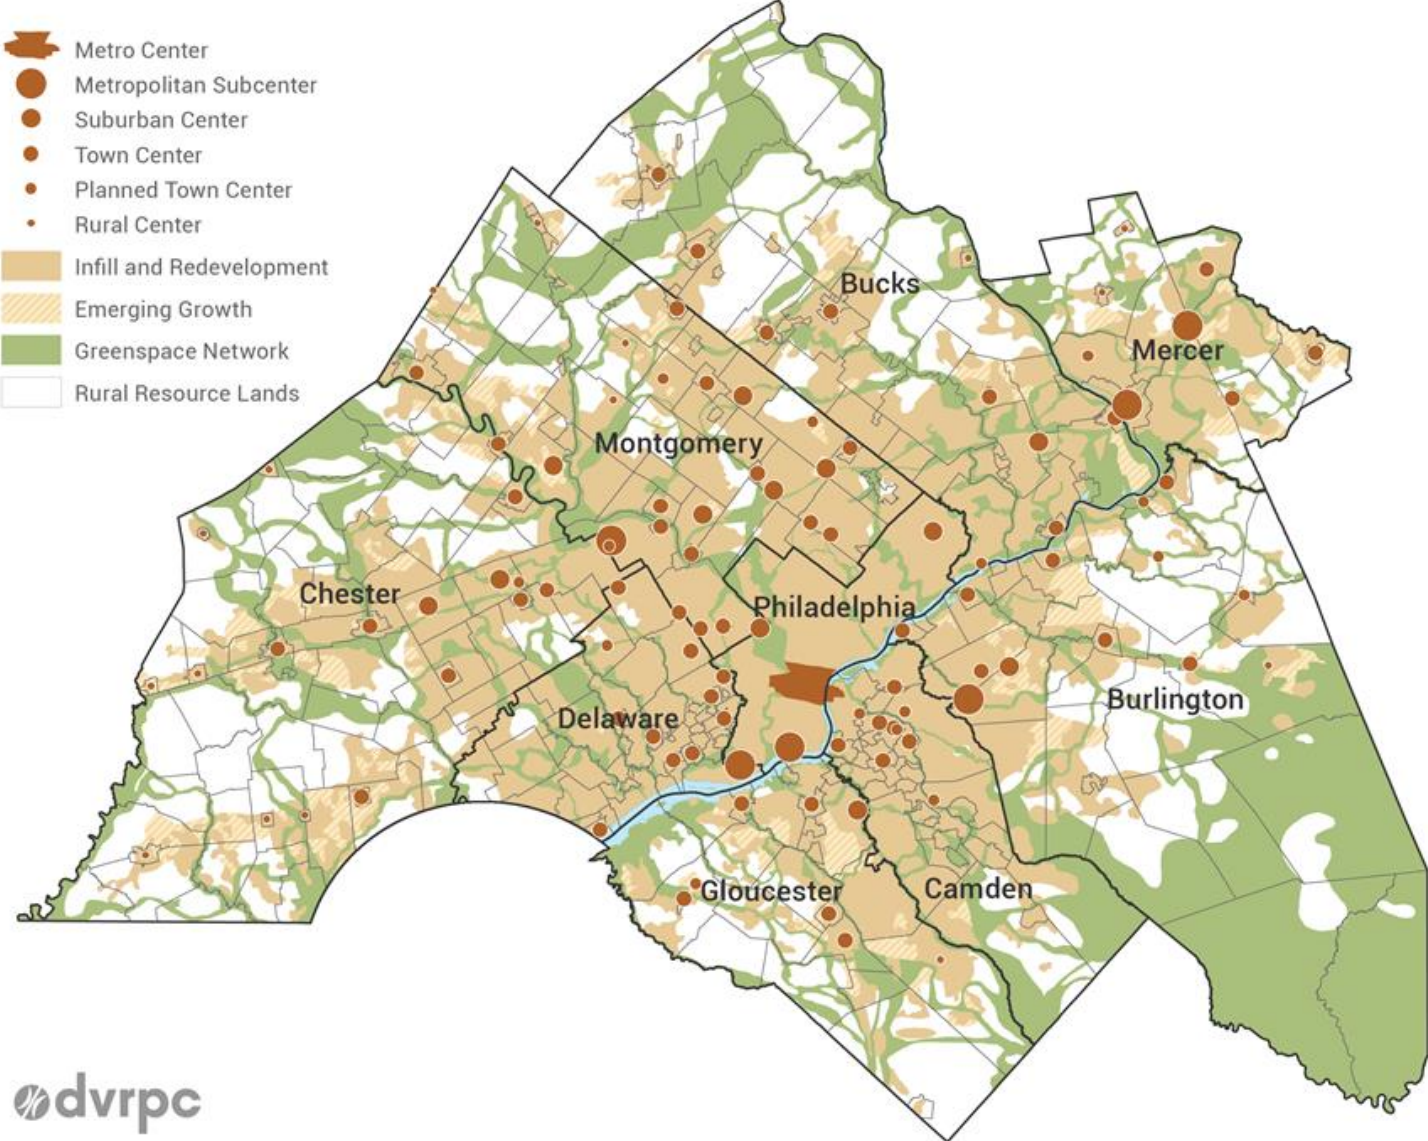 Metro Center
Metropolitan Subcenter
Suburban Center
Town Center
Planned Town Center
Rural Center
Infill and Redevelopment
Emerging Growth
Greenspace Network
Rural Resource Lands
Bucks
Mercer
Montgomery
Chester
Philadelphia
Delaware
Burlington
Gloucester
Camden
dvrpc